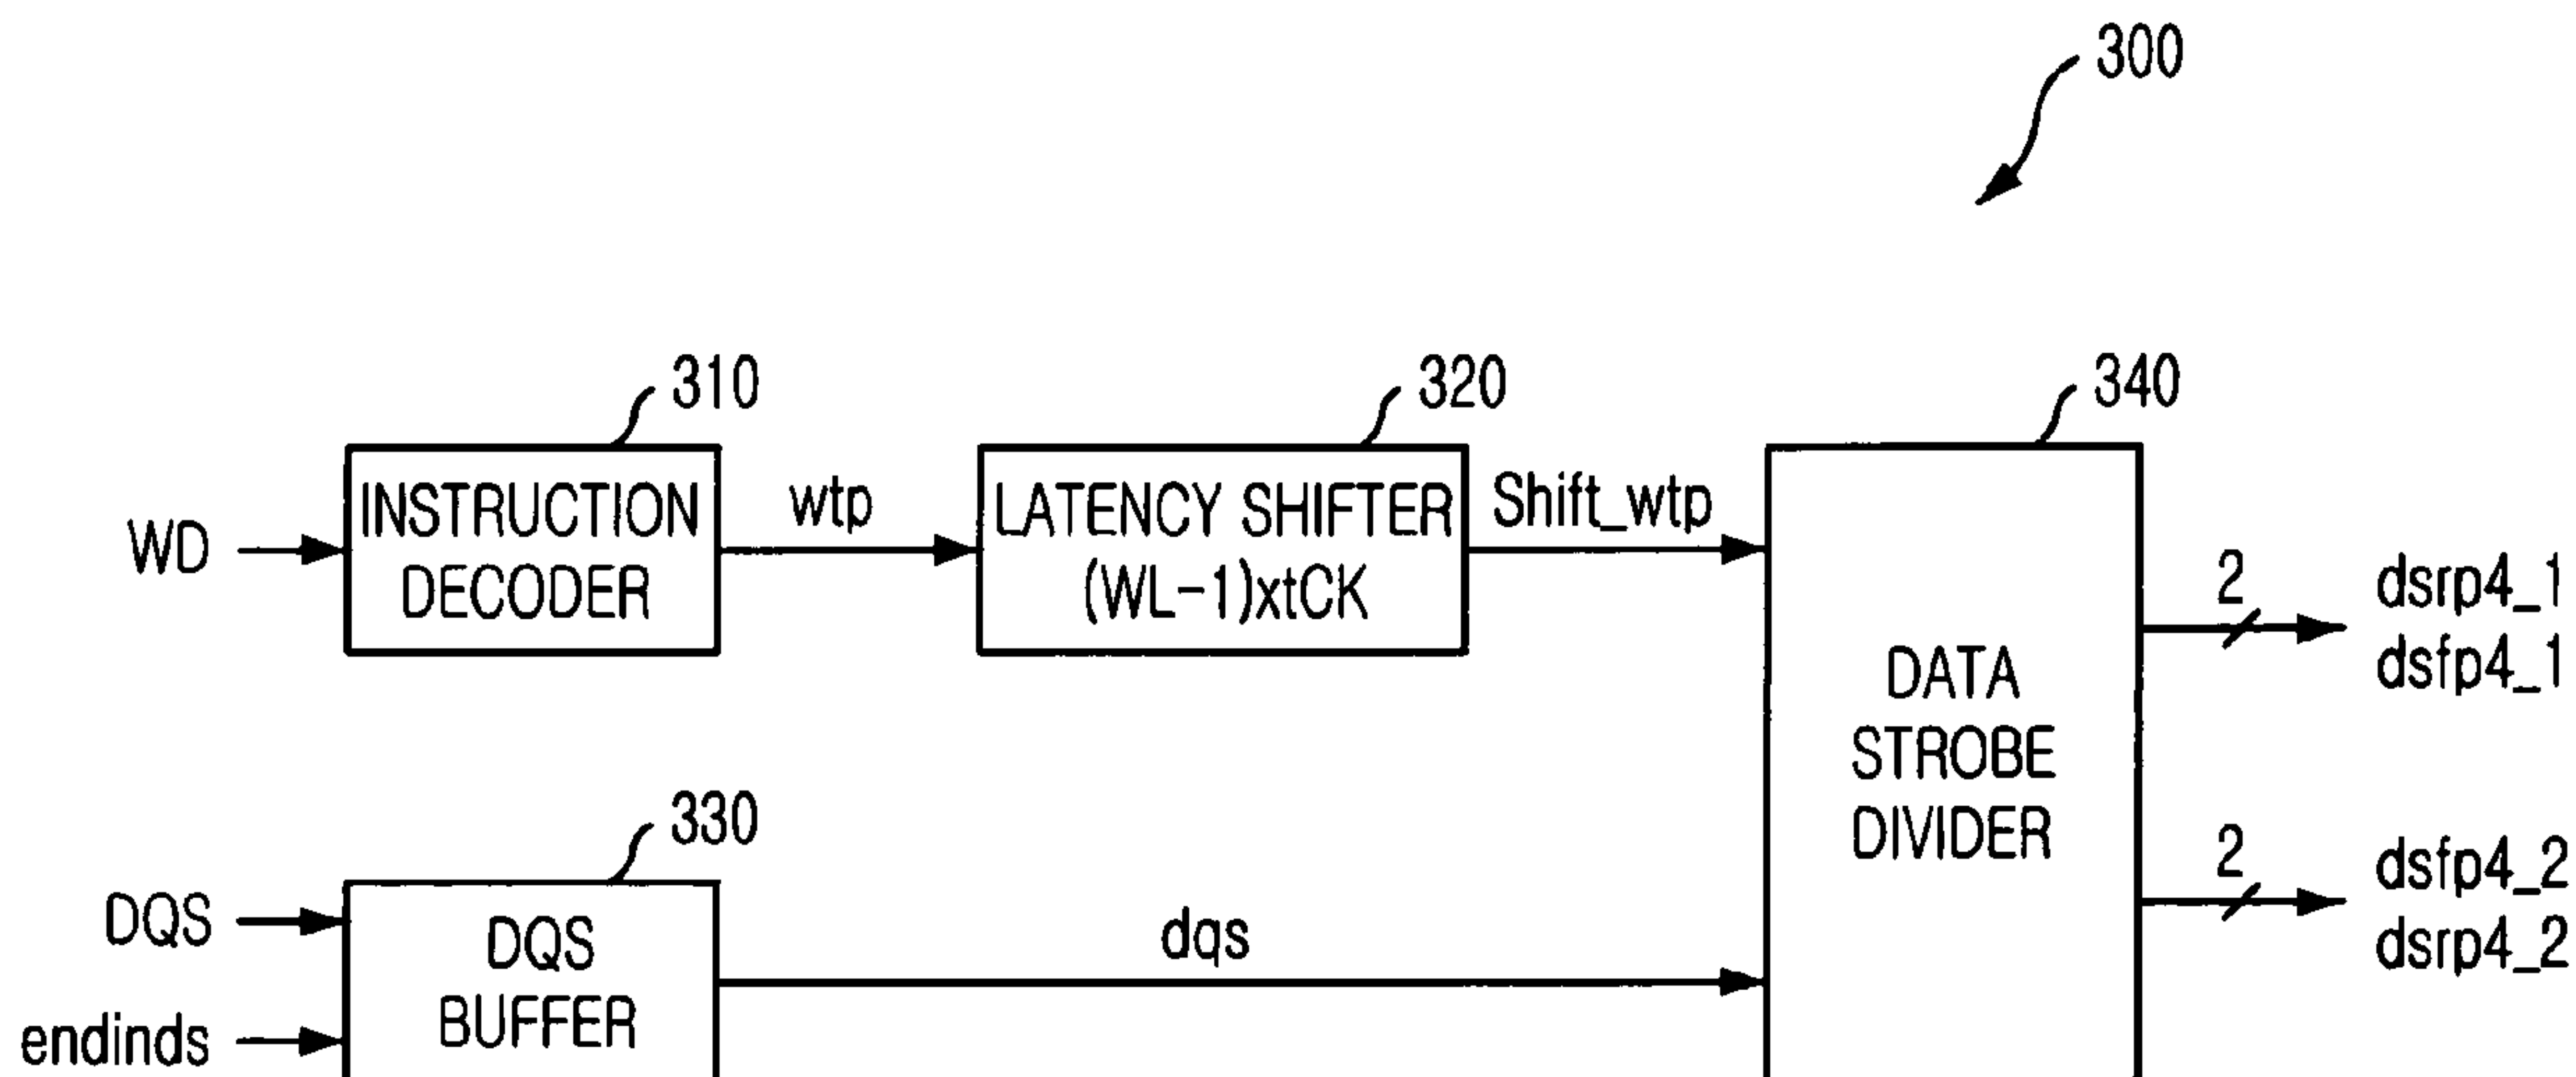 300
310
320
340
WD
INSTRUCTION
DECODER
wtp
LATENCY SHIFTER
(WL-1)xtCK
Shift_wtp
DATA
STROBE
DIVIDER
2
dsrp4_1
dsfp4_1
2
dsfp4_2
dsrp4_2
330
DQS
endinds
DQS
BUFFER
dqs